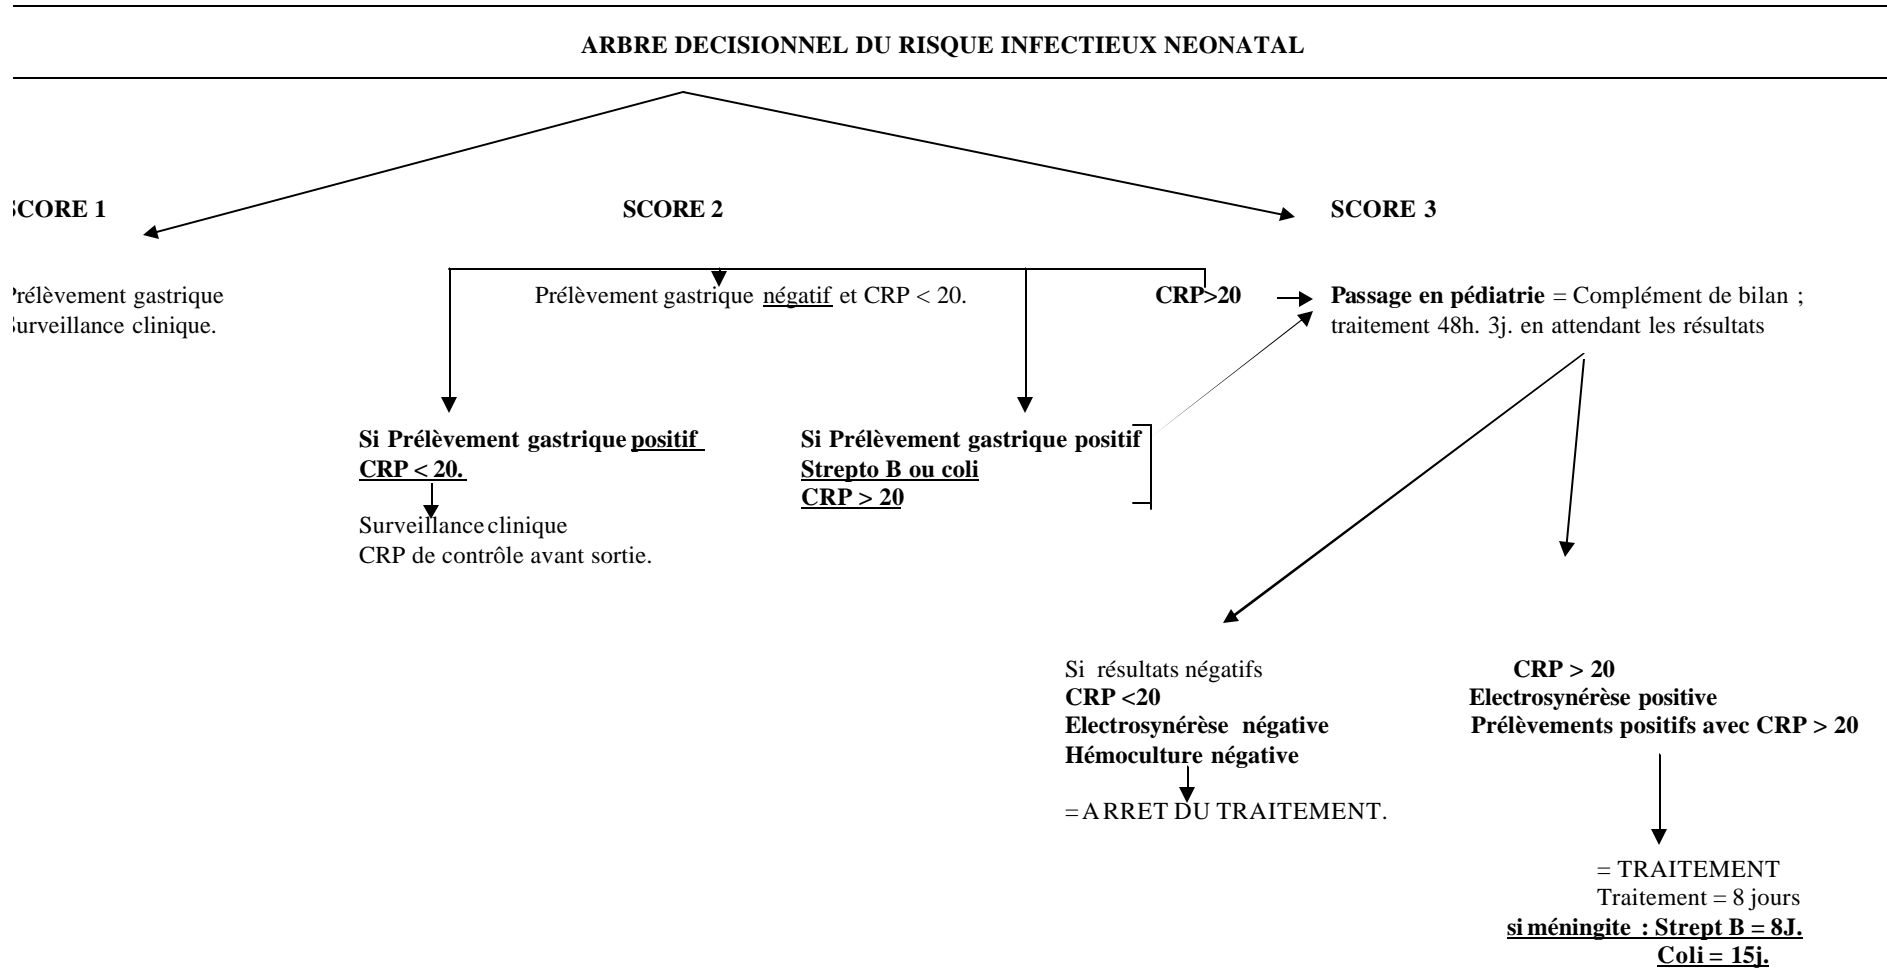 ARBRE DECISIONNEL DU RISQUE INFECTIEUX NEONATAL
SCORE 1
SCORE 2
SCORE 3
Prélèvement gastrique
Surveillance clinique.
Prélèvement gastrique négatif et CRP < 20.
CRP>20
Passage en pédiatrie = Complément de bilan ;
traitement 48h. 3j. en attendant les résultats
Si Prélèvement gastrique positif
CRP < 20.
Surveillance clinique
CRP de contrôle avant sortie.
Si Prélèvement gastrique positif
Strepto B ou coli
CRP > 20
Si résultats négatifs
CRP <20
Electrosynérèse négative
Hémoculture négative
= ARRET DU TRAITEMENT.
CRP > 20
Electrosynérèse positive
Prélèvements positifs avec CRP > 20
= TRAITEMENT
Traitement = 8 jours
si méningite : Strept B = 8J.
Coli = 15j.